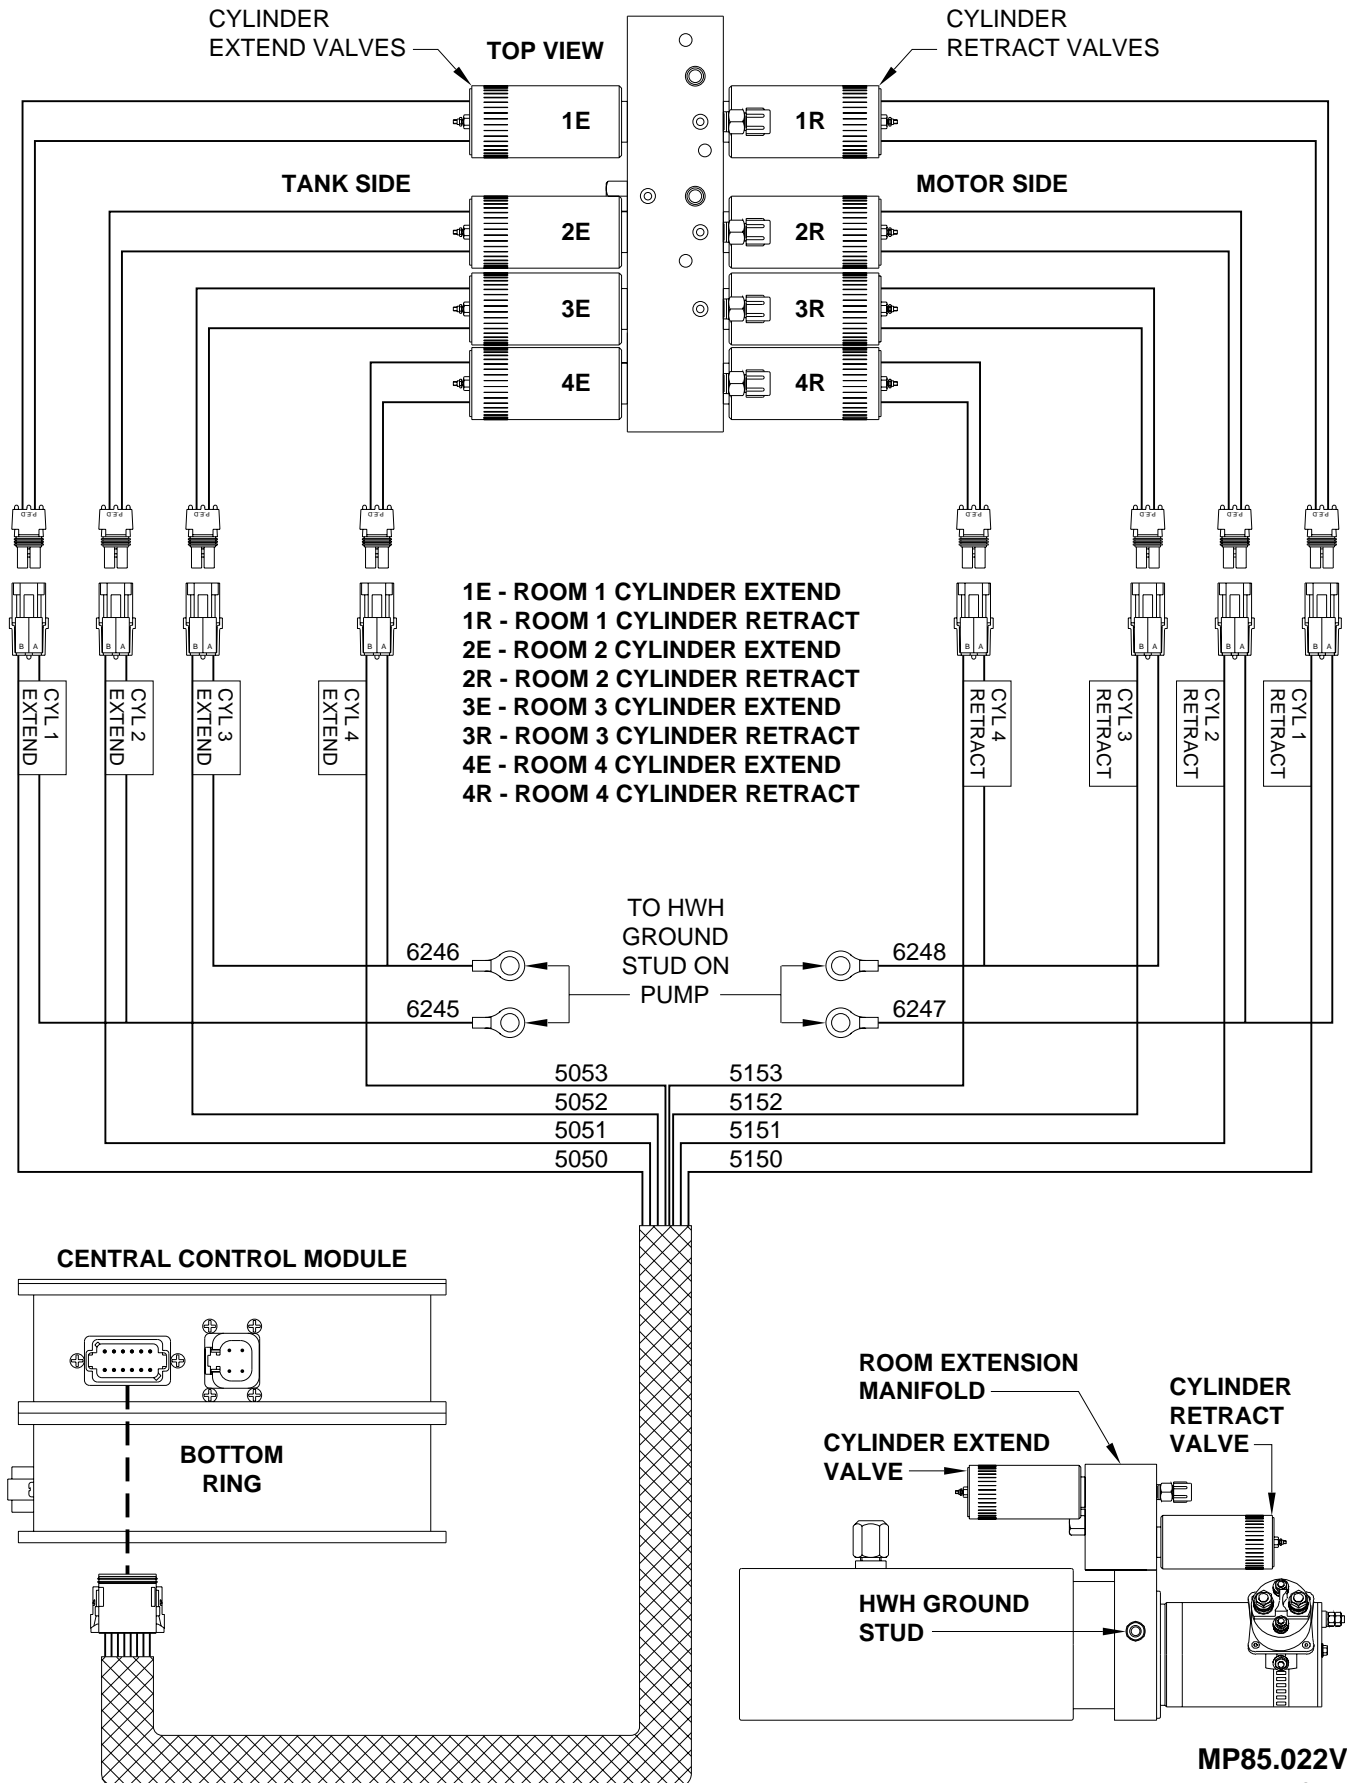 CYLINDER
EXTEND VALVES
TOP VIEW
CYLINDER
RETRACT VALVES
1E
1R
TANK SIDE
MOTOR SIDE
2E
2R
3E
3R
4E
4R
P.E.D
P.E.D
P.E.D
P.E.D
P.E.D
P.E.D
P.E.D
P.E.D
1E - ROOM 1 CYLINDER EXTEND
1R - ROOM 1 CYLINDER RETRACT
2E - ROOM 2 CYLINDER EXTEND
2R - ROOM 2 CYLINDER RETRACT
3E - ROOM 3 CYLINDER EXTEND
3R - ROOM 3 CYLINDER RETRACT
4E - ROOM 4 CYLINDER EXTEND
4R - ROOM 4 CYLINDER RETRACT
B A
B A
B A
B A
B A
B A
B A
B A
CYL 1
EXTEND
CYL 2
EXTEND
CYL 3
EXTEND
CYL 4
EXTEND
CYL 4
RETRACT
CYL 3
RETRACT
CYL 2
RETRACT
CYL 1
RETRACT
TO HWH
GROUND
STUD ON
PUMP
6246
6248
6245
6247
5053
5153
5052
5152
5051
5151
5050
5150
CENTRAL CONTROL MODULE
BOTTOM
RING
ROOM EXTENSION
MANIFOLD
CYLINDER
RETRACT
VALVE
CYLINDER EXTEND
VALVE
HWH GROUND
STUD
MP85.022V